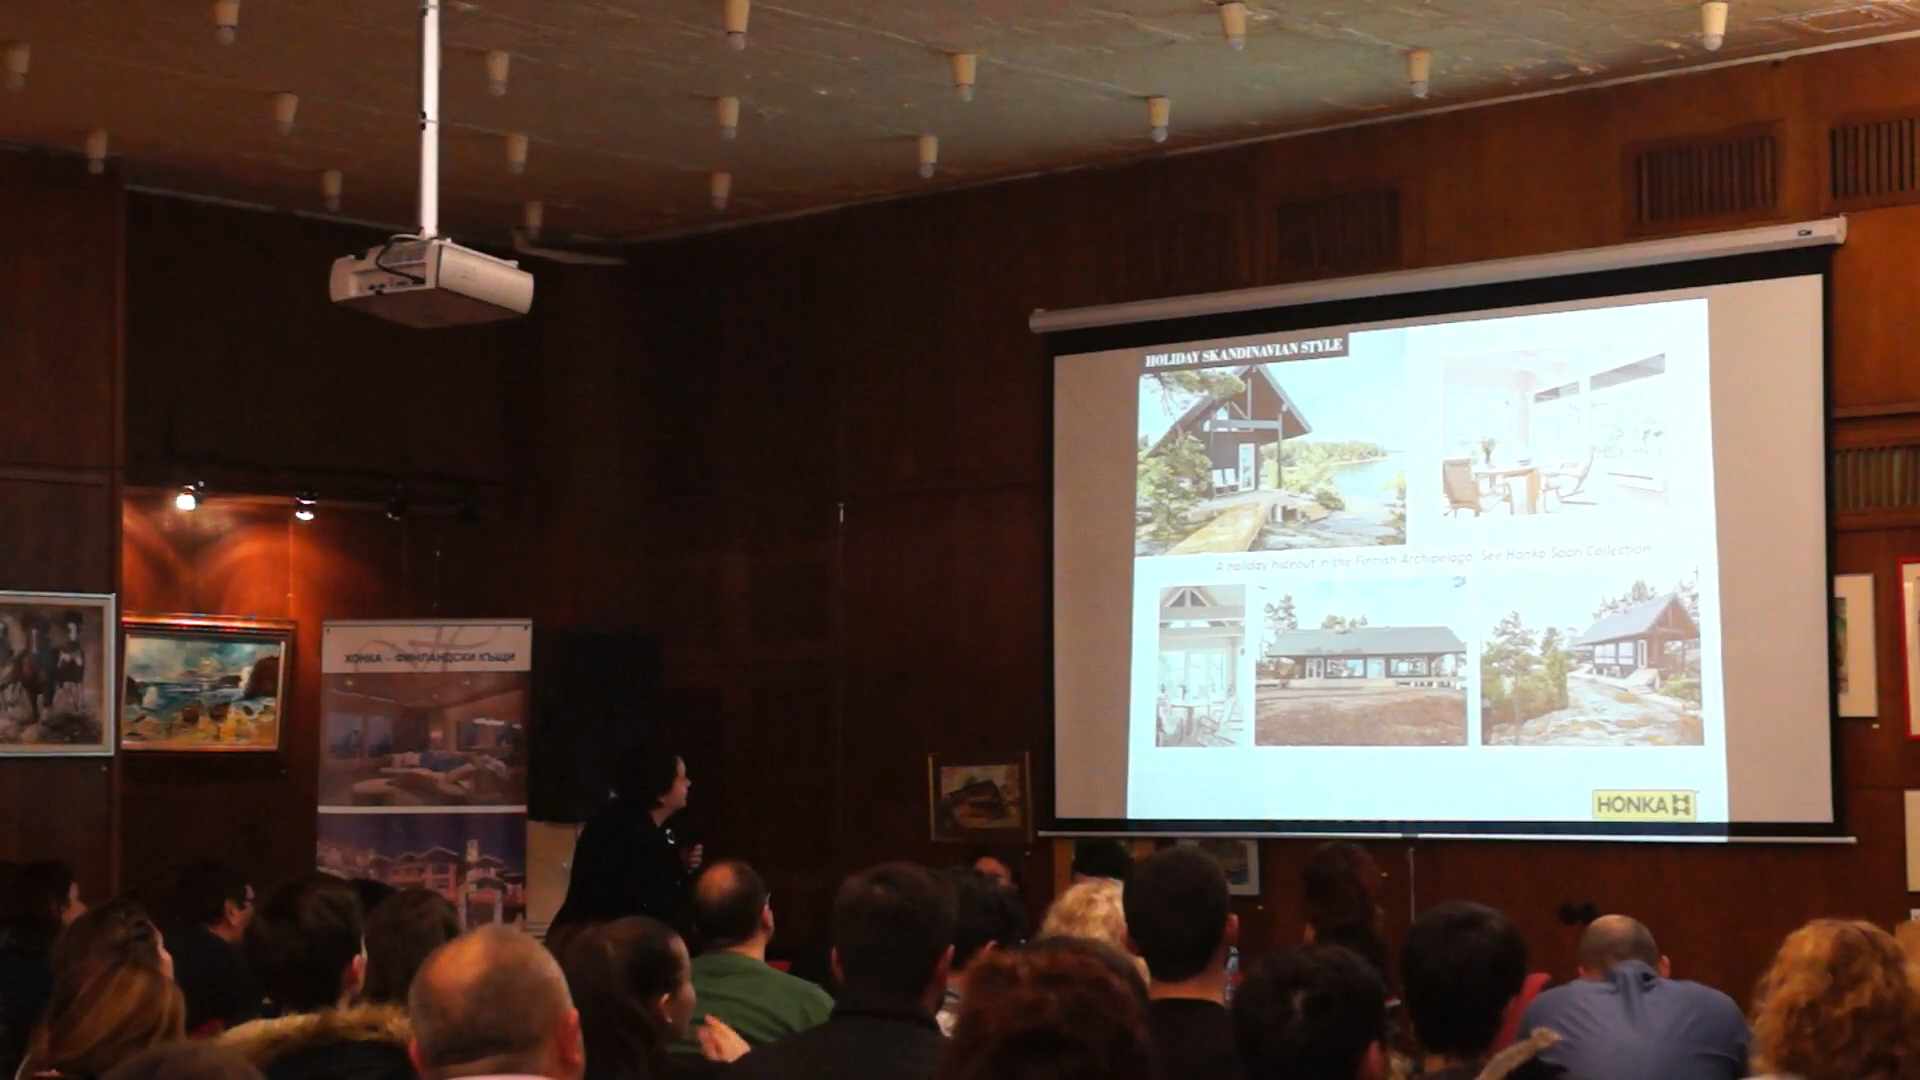 HOLIDAY SKANDINAVIAN STYLE
A holiday hideout in the Finnish Archipelago. See Honka Saari Collection
HONKA
ХОНКА - ФИНЛАНДСКИ КЪЩИ